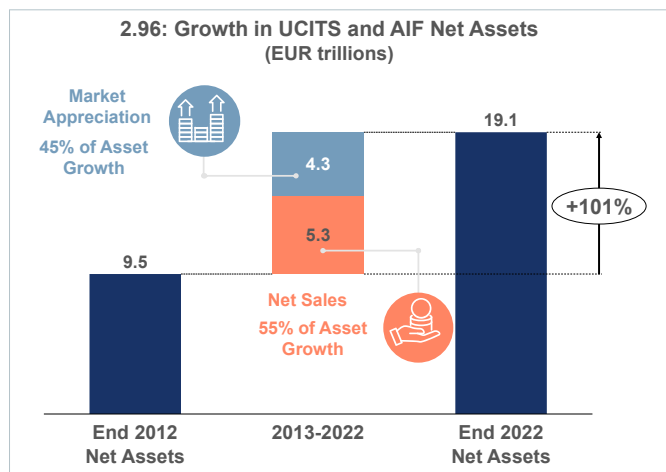 2.96: Growth in UCITS and AIF Net Assets
(EUR trillions)
Market
Appreciation
45% of Asset
Growth
19.1
4.3
+101%
5.3
9.5
Net Sales
55% of Asset
Growth
End 2012
Net Assets
2013-2022
End 2022
Net Assets